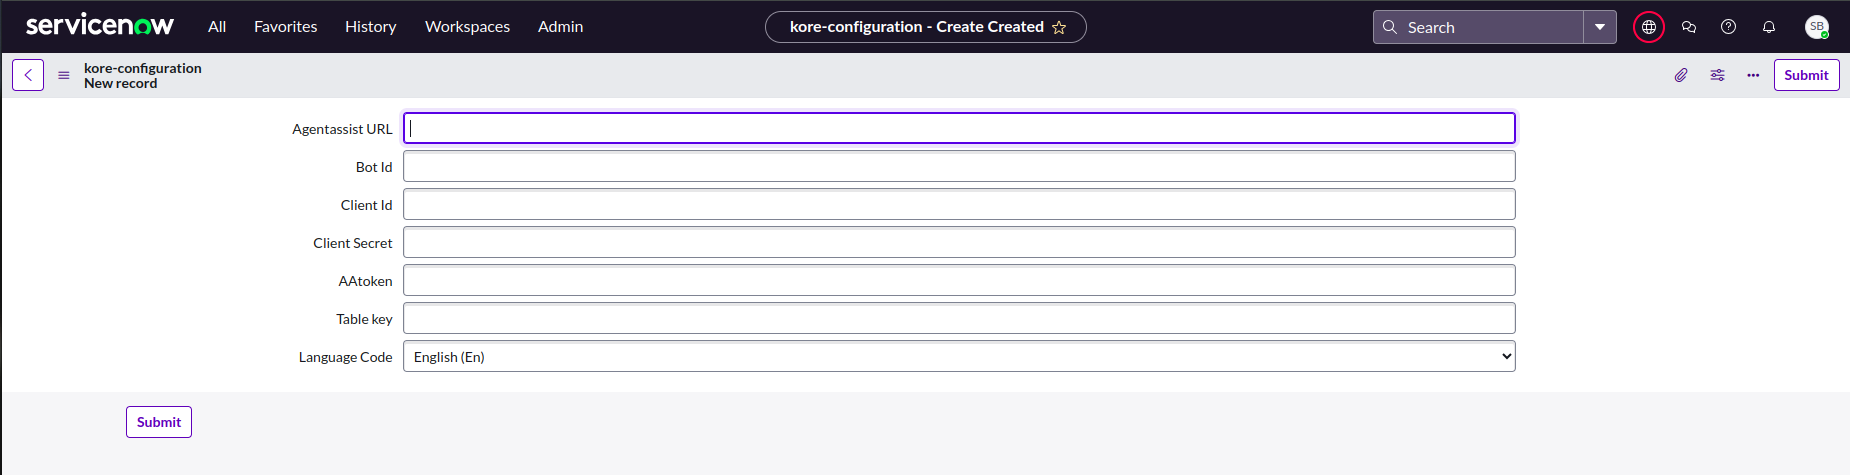 servicenow All Favorites History Workspaces Admin kore-configuration - Create Created Search SB
kore-configuration
New record
Submit
Agentassist URL
Bot Id
Client Id
Client Secret
AAtoken
Table key
Language Code English (En)
Submit